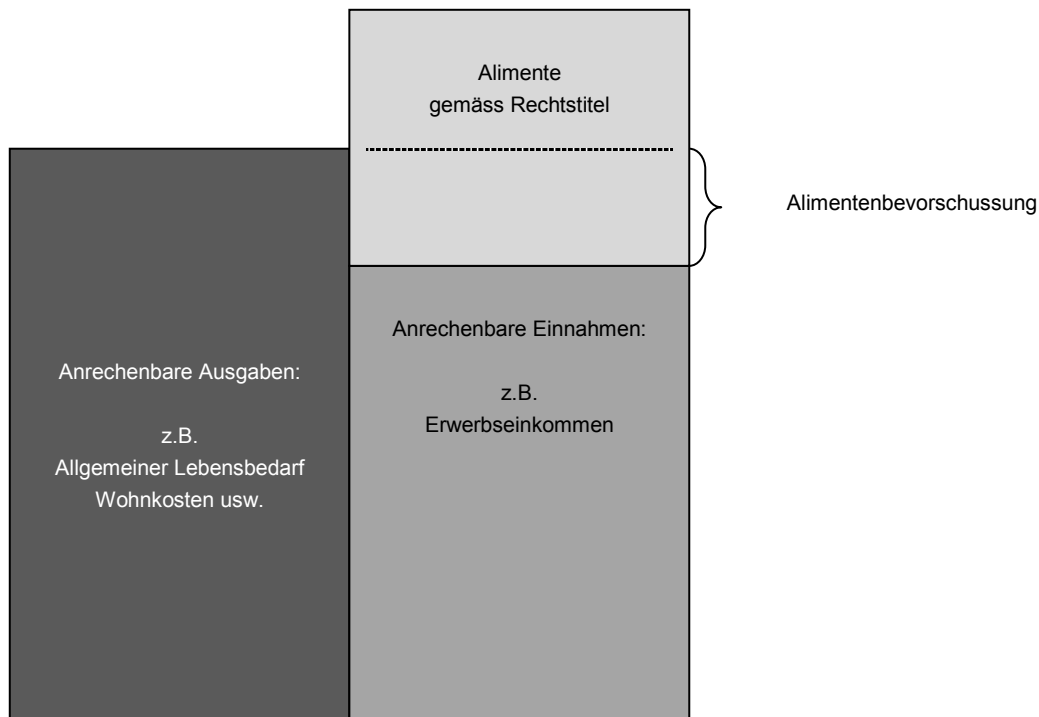 Alimente
gemäss Rechtstitel
Alimentenbevorschussung
Anrechenbare Ausgaben:
z.B.
Allgemeiner Lebensbedarf
Wohnkosten usw.
Anrechenbare Einnahmen:
z.B.
Erwerbseinkommen